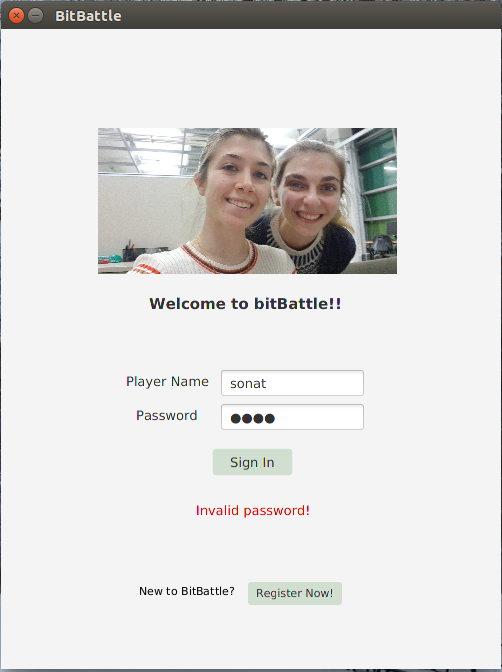 BitBattle
Welcome to bitBattle!!
Player Name sonat
Password ●●●●
Sign In
Invalid password!
New to BitBattle? Register Now!